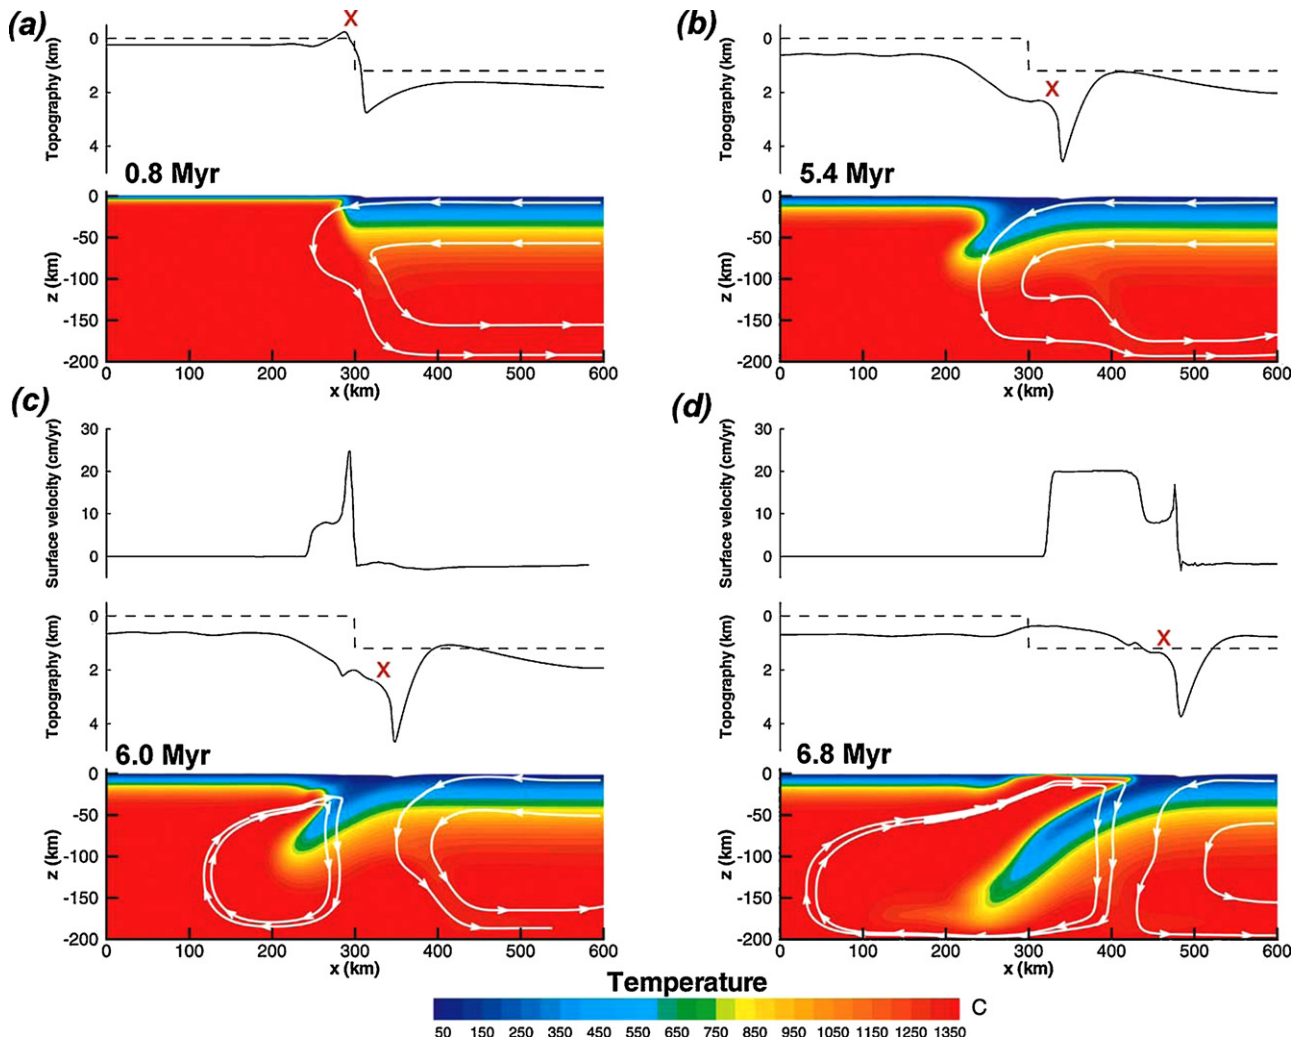 (a)
X
0
2
4
Topography (km)
0.8 Myr
0
-50
-100
-150
-200
z (km)
0 100 200 300 400 500 600
x (km)
(b)
X
0
2
4
Topography (km)
5.4 Myr
0
-50
-100
-150
-200
z (km)
0 100 200 300 400 500 600
x (km)
(c)
30
20
10
0
Surface velocity (cm/yr)
X
0
2
4
Topography (km)
6.0 Myr
0
-50
-100
-150
-200
z (km)
0 100 200 300 400 500 600
x (km)
(d)
30
20
10
0
Surface velocity (cm/yr)
X
0
2
4
Topography (km)
6.8 Myr
0
-50
-100
-150
-200
z (km)
0 100 200 300 400 500 600
x (km)
Temperature
C
50 150 250 350 450 550 650 750 850 950 1050 1150 1250 1350